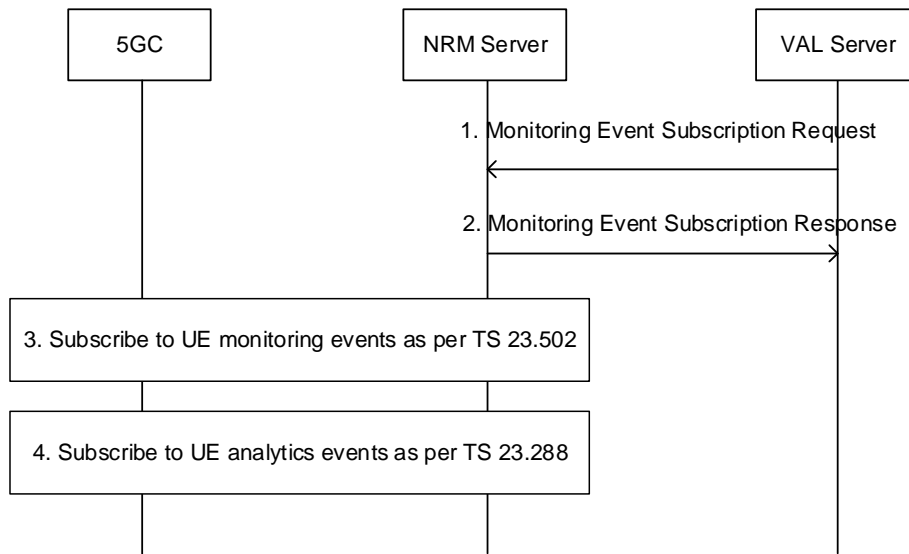 5GC
NRM Server
VAL Server
1. Monitoring Event Subscription Request
2. Monitoring Event Subscription Response
3. Subscribe to UE monitoring events as per TS 23.502
4. Subscribe to UE analytics events as per TS 23.288